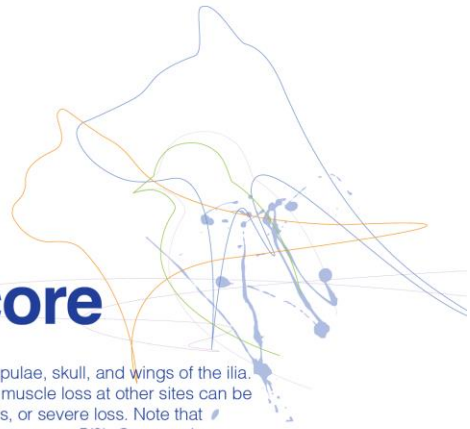 core
pulae, skull, and wings of the ilia.
muscle loss at other sites can be
s, or severe loss. Note that